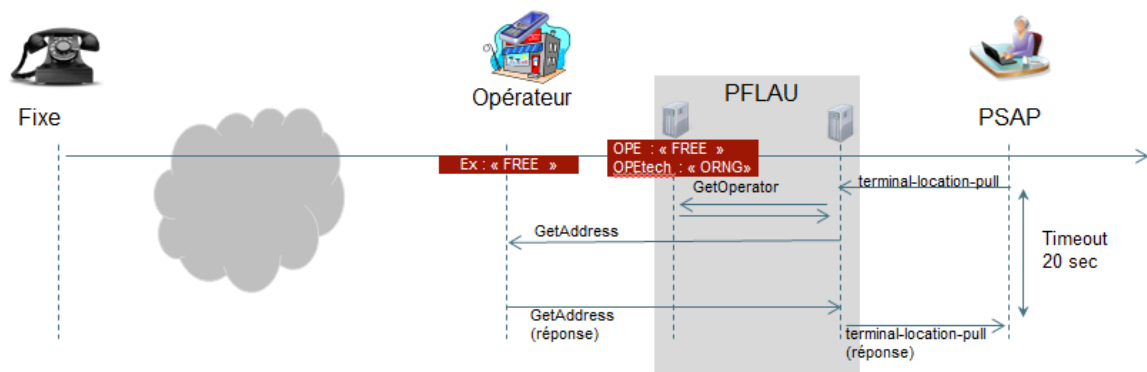 Fixe
Opérateur
PFLAU
PSAP
Ex : « FREE »
OPE : « FREE »
OPEtech : « ORNG»
GetOperator
terminal-location-pull
GetAddress
Timeout
20 sec
GetAddress
(réponse)
terminal-location-pull
(réponse)